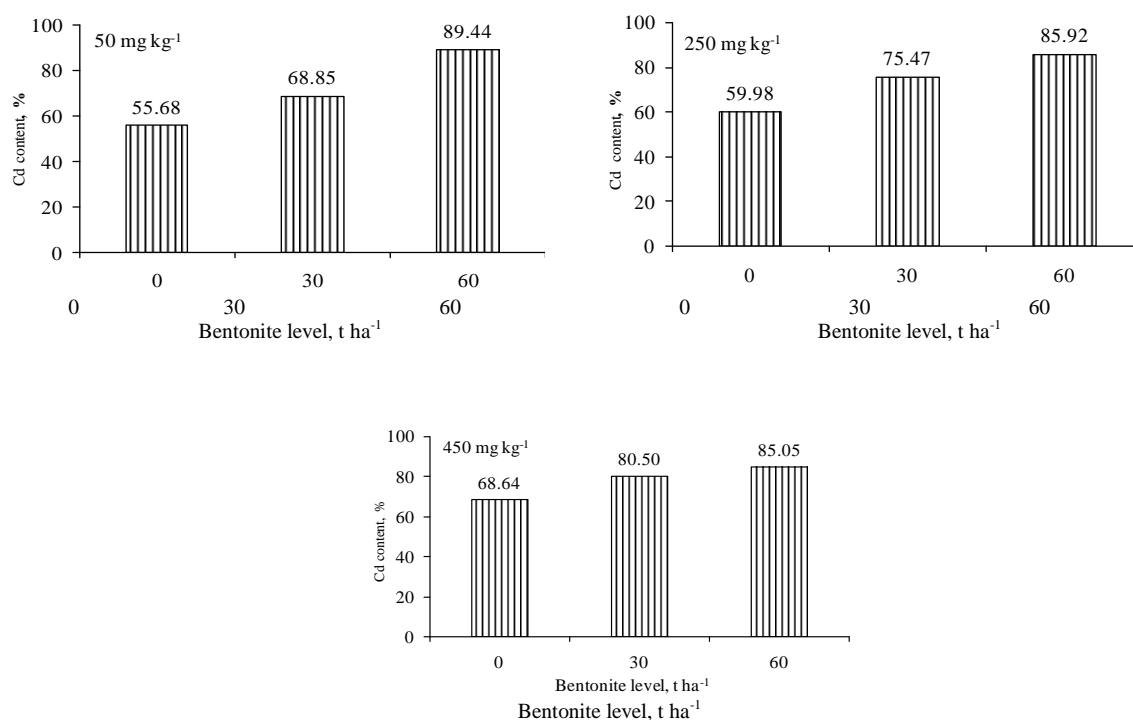 50 mg kg-1
Cd content, %
100
80
60
40
20
0
55.68
68.85
89.44
0 30 60
0 30 60
Bentonite level, t ha-1
250 mg kg-1
Cd content, %
100
80
60
40
20
0
59.98
75.47
85.92
0 30 60
0 30 60
Bentonite level, t ha-1
450 mg kg-1
Cd content, %
100
80
60
40
20
0
68.64
80.50
85.05
0 30 60
Bentonite level, t ha-1
Bentonite level, t ha-1